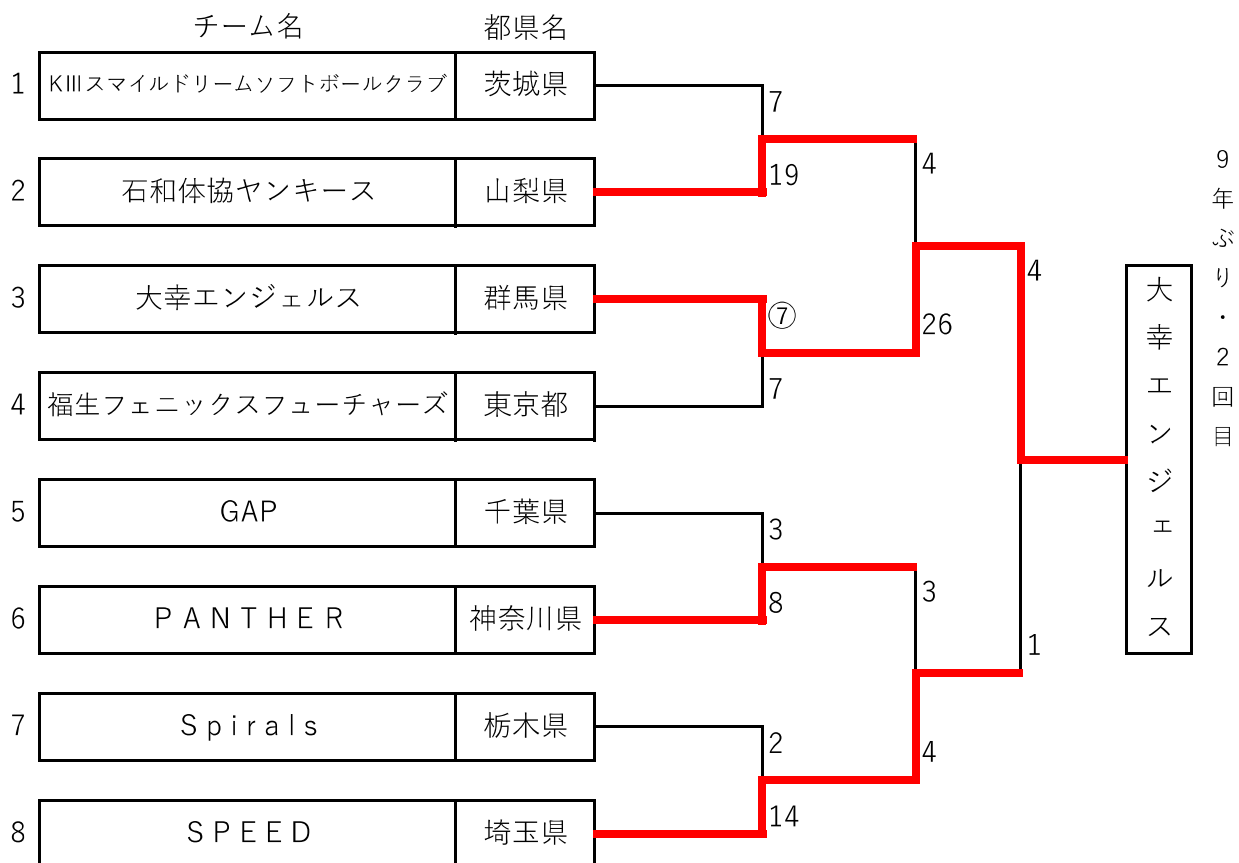 チーム名 都県名
1 KIIIスマイルドリームソフトボールクラブ 茨城県
7
2 石和体協ヤンキース 山梨県
19
4
3 大幸エンジェルス 群馬県
⑦
26
4 福生フェニックスフューチャーズ 東京都
7
4
5 GAP 千葉県
3
6 PANTHER 神奈川県
8
3
1
7 Spirals 栃木県
2
4
8 SPEED 埼玉県
14
大幸エンジェルス
9年ぶり・2回目